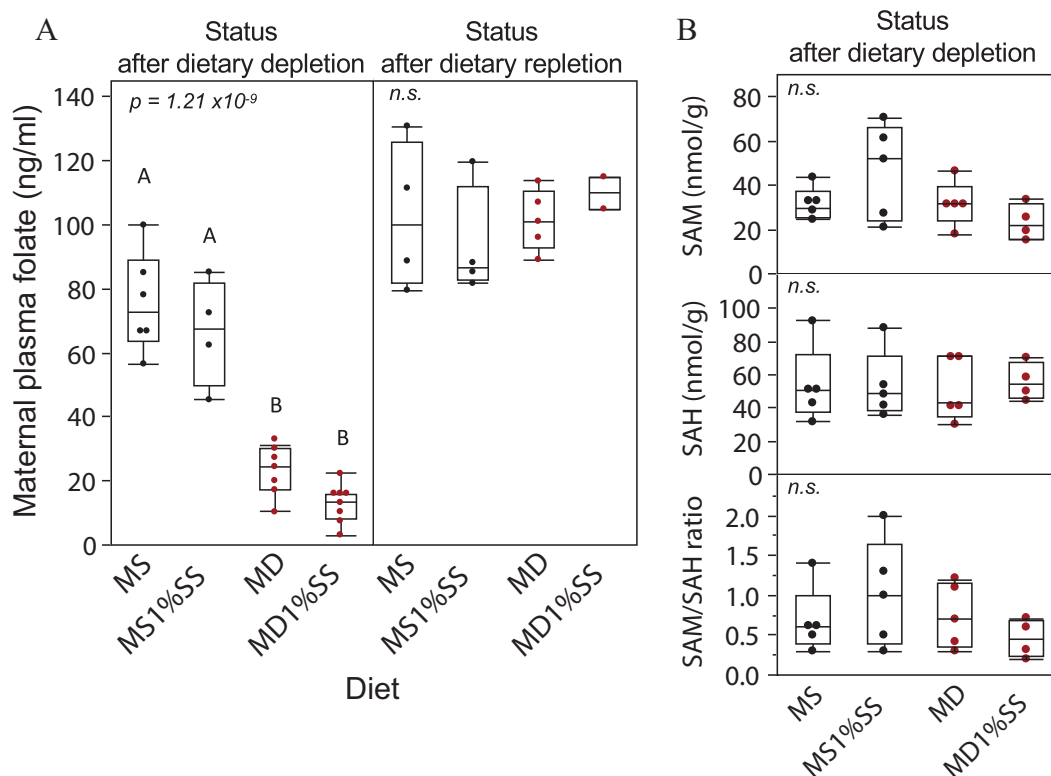 A
Status
after dietary depletion
Status
after dietary repletion
Maternal plasma folate (ng/ml)
140
120
100
80
60
40
20
0
p = 1.21 x10-9
n.s.
A
A
B
B
MS
MS1%SS
MD
MD1%SS
MS
MS1%SS
MD
MD1%SS
Diet
B
Status
after dietary depletion
SAM (nmol/g)
80
60
40
20
0
n.s.
SAH (nmol/g)
100
80
60
40
20
0
n.s.
SAM/SAH ratio
2.0
1.5
1.0
0.5
0.0
n.s.
MS
MS1%SS
MD
MD1%SS